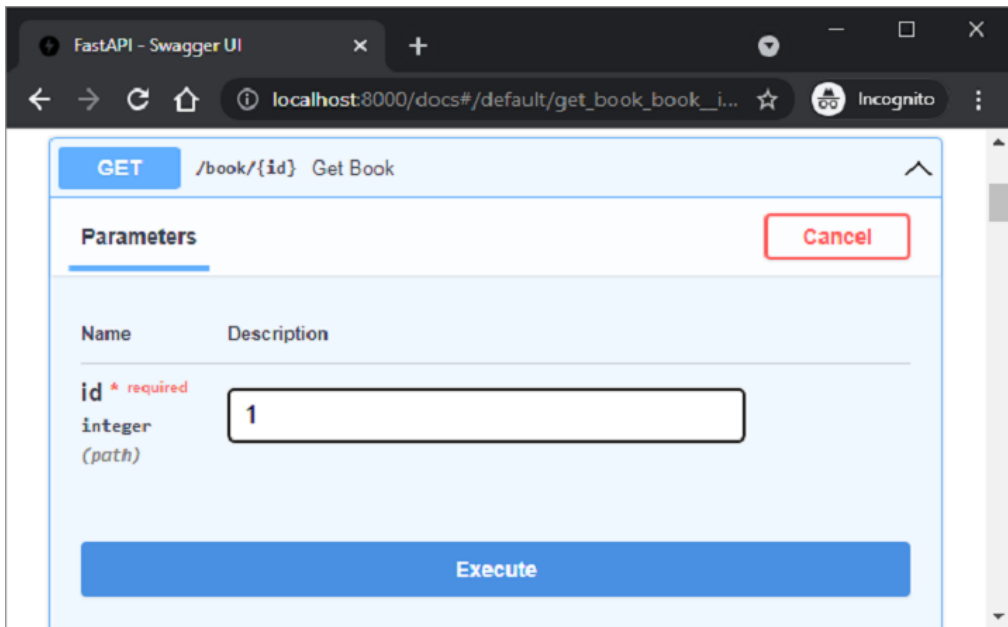 FastAPI - Swagger UI
localhost:8000/docs#/default/get_book_book__i... Incognito
GET /book/{id} Get Book
Parameters Cancel
Name Description
id * required
1
integer
(path)
Execute